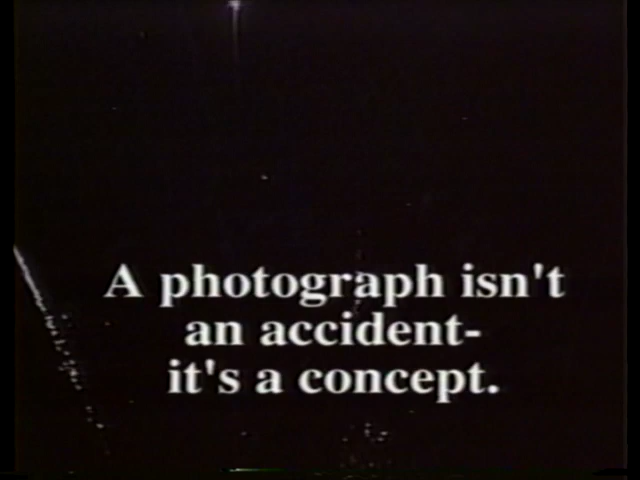 A photograph isn't
an accident-
it's a concept.